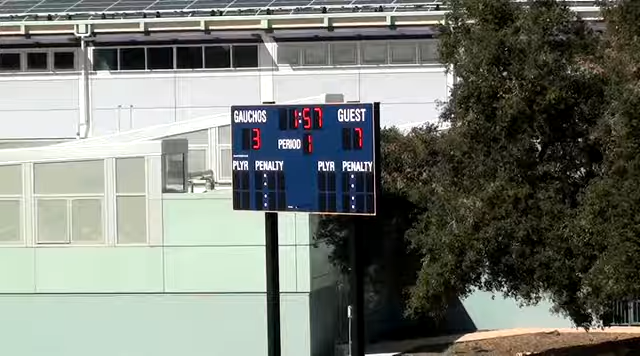 GAUCHOS 1:57 GUEST
3 PERIOD 1 7
PLYR PENALTY PLYR PENALTY